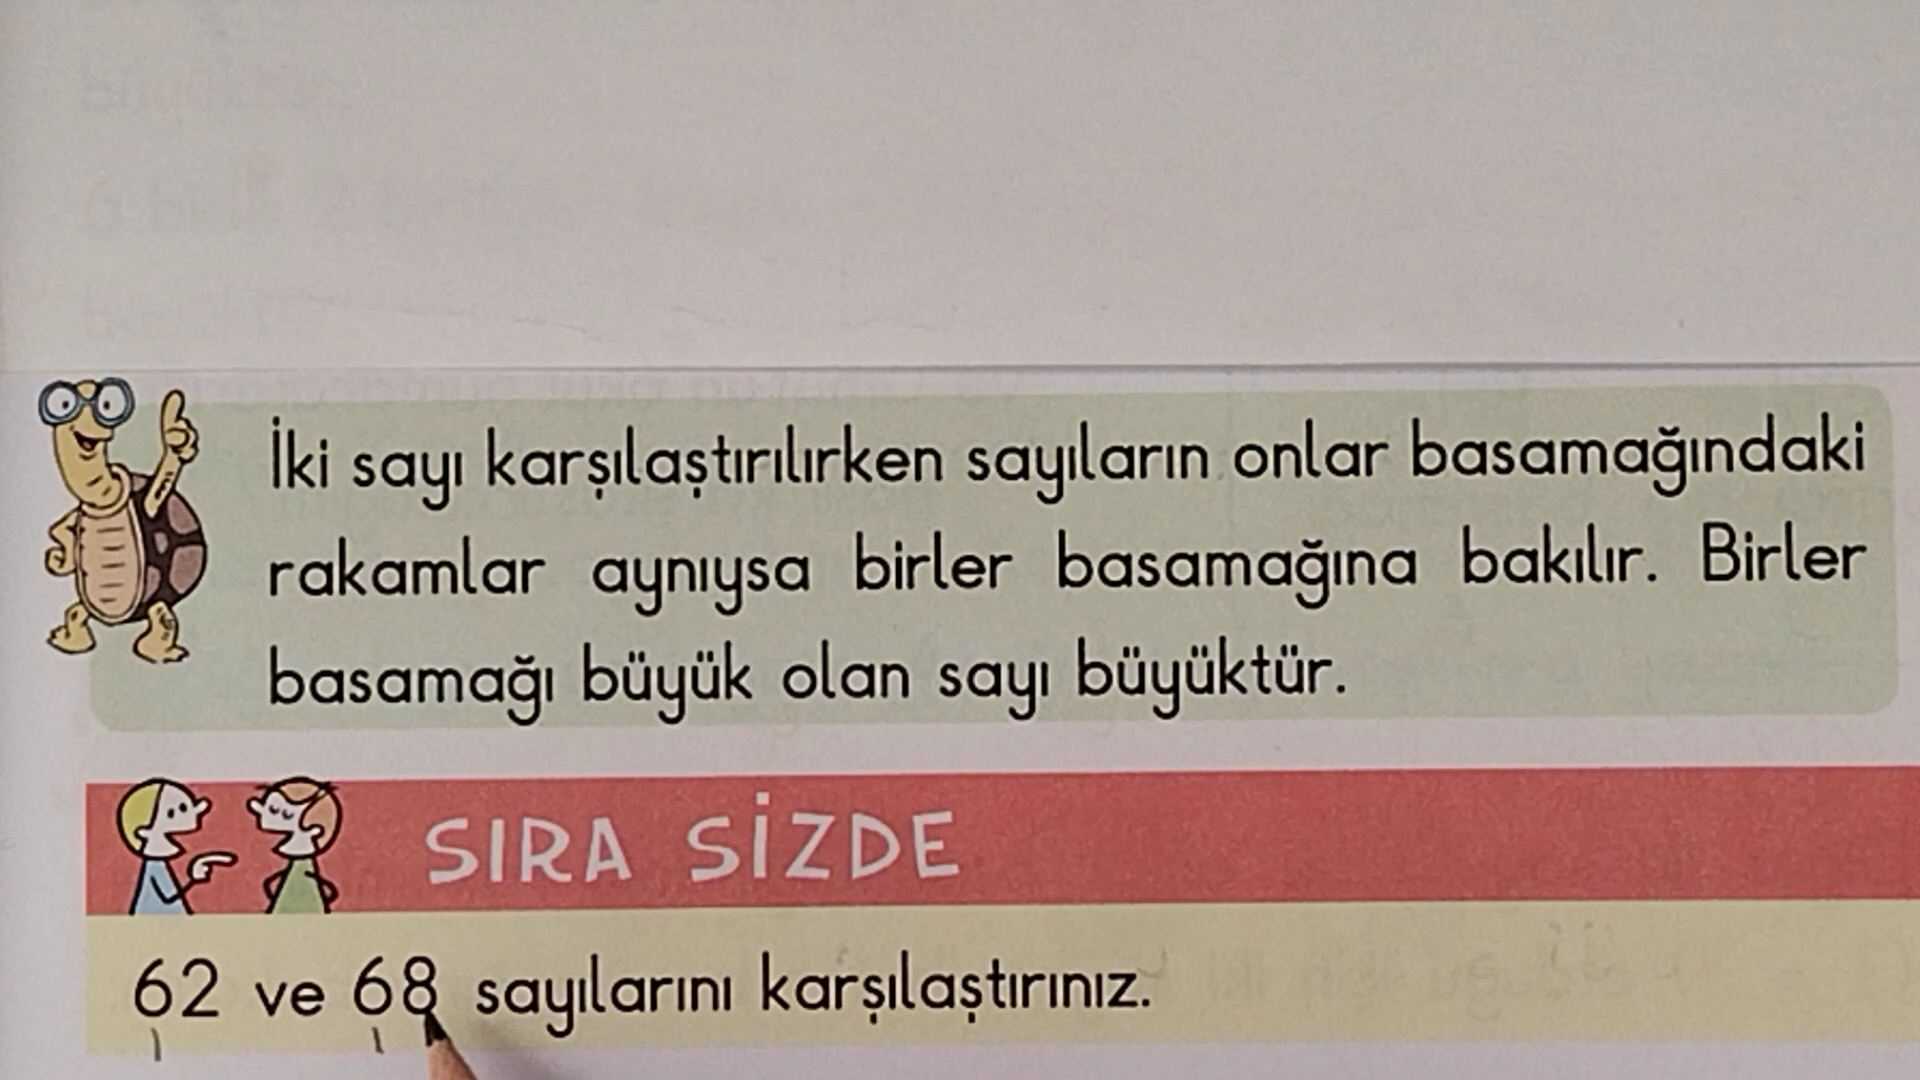 İki sayı karşılaştırılırken sayıların onlar basamağındaki
rakamlar aynıysa birler basamağına bakılır. Birler
basamağı büyük olan sayı büyüktür.
SIRA SİZDE
62 ve 68 sayılarını karşılaştırınız.